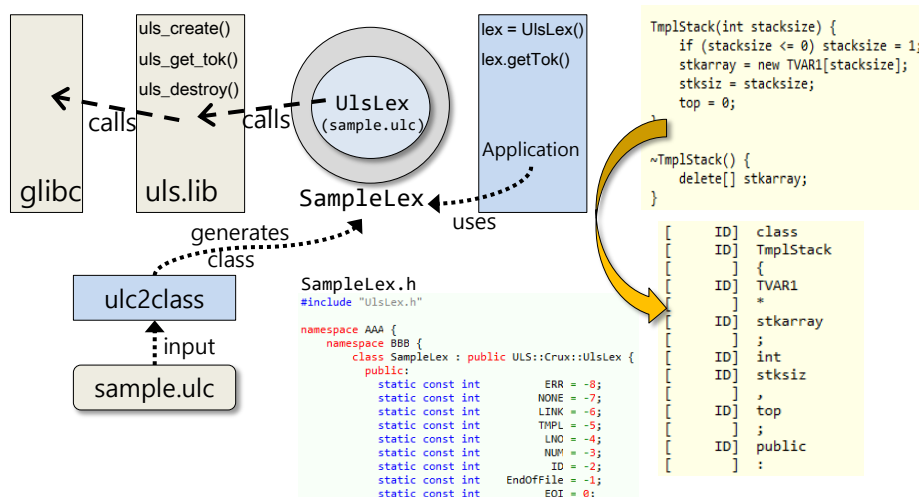 uls_create()
uls_get_tok()
uls_destroy()
calls
glibc
uls.lib
calls
UlsLex
(sample.ulc)
SampleLex
lex = UlsLex()
lex.getTok()
Application
uses
generates
class
ulc2class
input
sample.ulc
SampleLex.h
#include "UlsLex.h"
namespace AAA {
namespace BBB {
class SampleLex : public ULS::Crux::UlsLex {
public:
static const int ERR = -8;
static const int NONE = -7;
static const int LINK = -6;
static const int TMPL = -5;
static const int LNO = -4;
static const int NUM = -3;
static const int ID = -2;
static const int EndOfFile = -1;
static const int EOI = 0;
TmplStack(int stacksize) {
if (stacksize <= 0) stacksize = 1;
stkarray = new TVAR1[stacksize];
stksiz = stacksize;
top = 0;
}
~TmplStack() {
delete[] stkarray;
}
[ ID] class
[ ID] TmplStack
[ ] {
[ ID] TVAR1
[ ] *
[ ID] stkarray
[ ] ;
[ ID] int
[ ID] stksiz
[ ] ,
[ ID] top
[ ] ;
[ ID] public
[ ] :